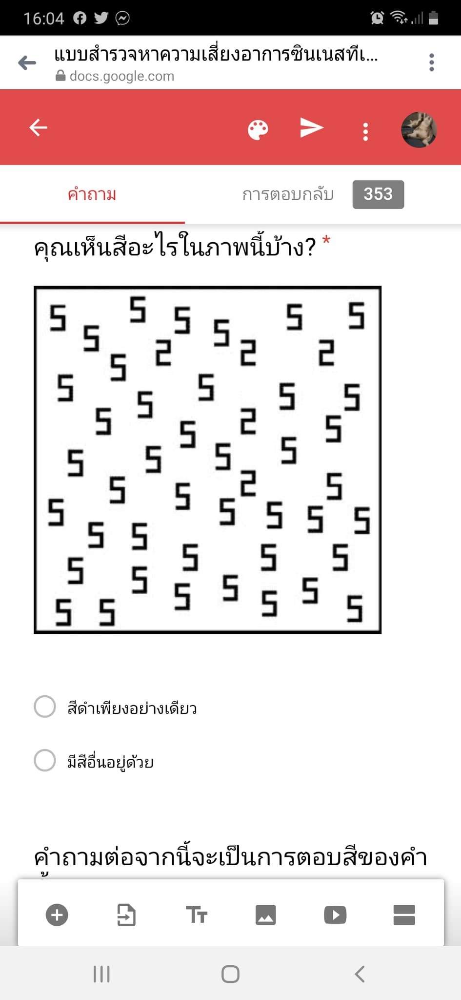 16:04
แบบสำรวจหาความเสี่ยงอาการซินเนสทีเ...
docs.google.com
คำถาม
การตอบกลับ 353
คุณเห็นสีอะไรในภาพนี้บ้าง? *
5 5 5 5 5 5
5 2 2 2
5 5
5 5 5 5
5 5 2 5
5 5 5 5 5
5 5 2 5
5 5 5 5 5
5 5
5 5 5
5 5 5 5 5
5 5 5 5
สีดำเพียงอย่างเดียว
มีสีอื่นอยู่ด้วย
คำถามต่อจากนี้จะเป็นการตอบสีของคำ
TT